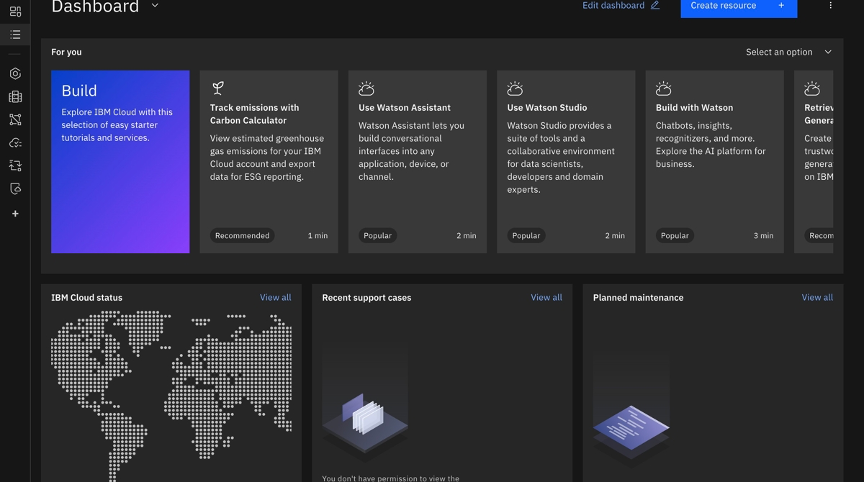 Dashboard
Edit dashboard
Create resource +
For you
Select an option
Build
Explore IBM Cloud with this
selection of easy starter
tutorials and services.
Track emissions with
Carbon Calculator
View estimated greenhouse
gas emissions for your IBM
Cloud account and export
data for ESG reporting.
Recommended
1 min
Use Watson Assistant
Watson Assistant lets you
build conversational
interfaces into any
application, device, or
channel.
Popular
2 min
Use Watson Studio
Watson Studio provides a
suite of tools and a
collaborative environment
for data scientists,
developers and domain
experts.
Popular
2 min
Build with Watson
Chatbots, insights,
recognizers, and more.
Explore the AI platform for
business.
Popular
3 min
Retriev
Genera
Create
trustwo
genera
on IBM
Recom
IBM Cloud status
View all
Recent support cases
View all
You don't have permission to view the
Planned maintenance
View all